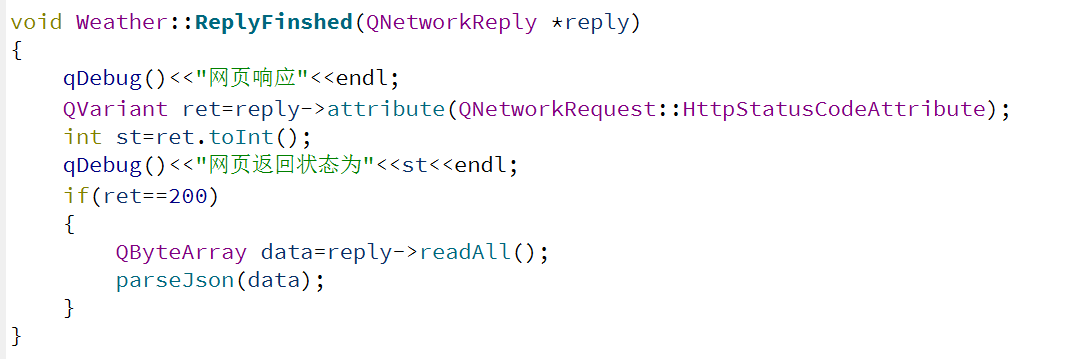 void Weather::ReplyFinshed(QNetworkReply *reply)
{
    qDebug()<<"网页响应"<<endl;
    QVariant ret=reply->attribute(QNetworkRequest::HttpStatusCodeAttribute);
    int st=ret.toInt();
    qDebug()<<"网页返回状态为"<<st<<endl;
    if(ret==200)
    {
        QByteArray data=reply->readAll();
        parseJson(data);
    }
}